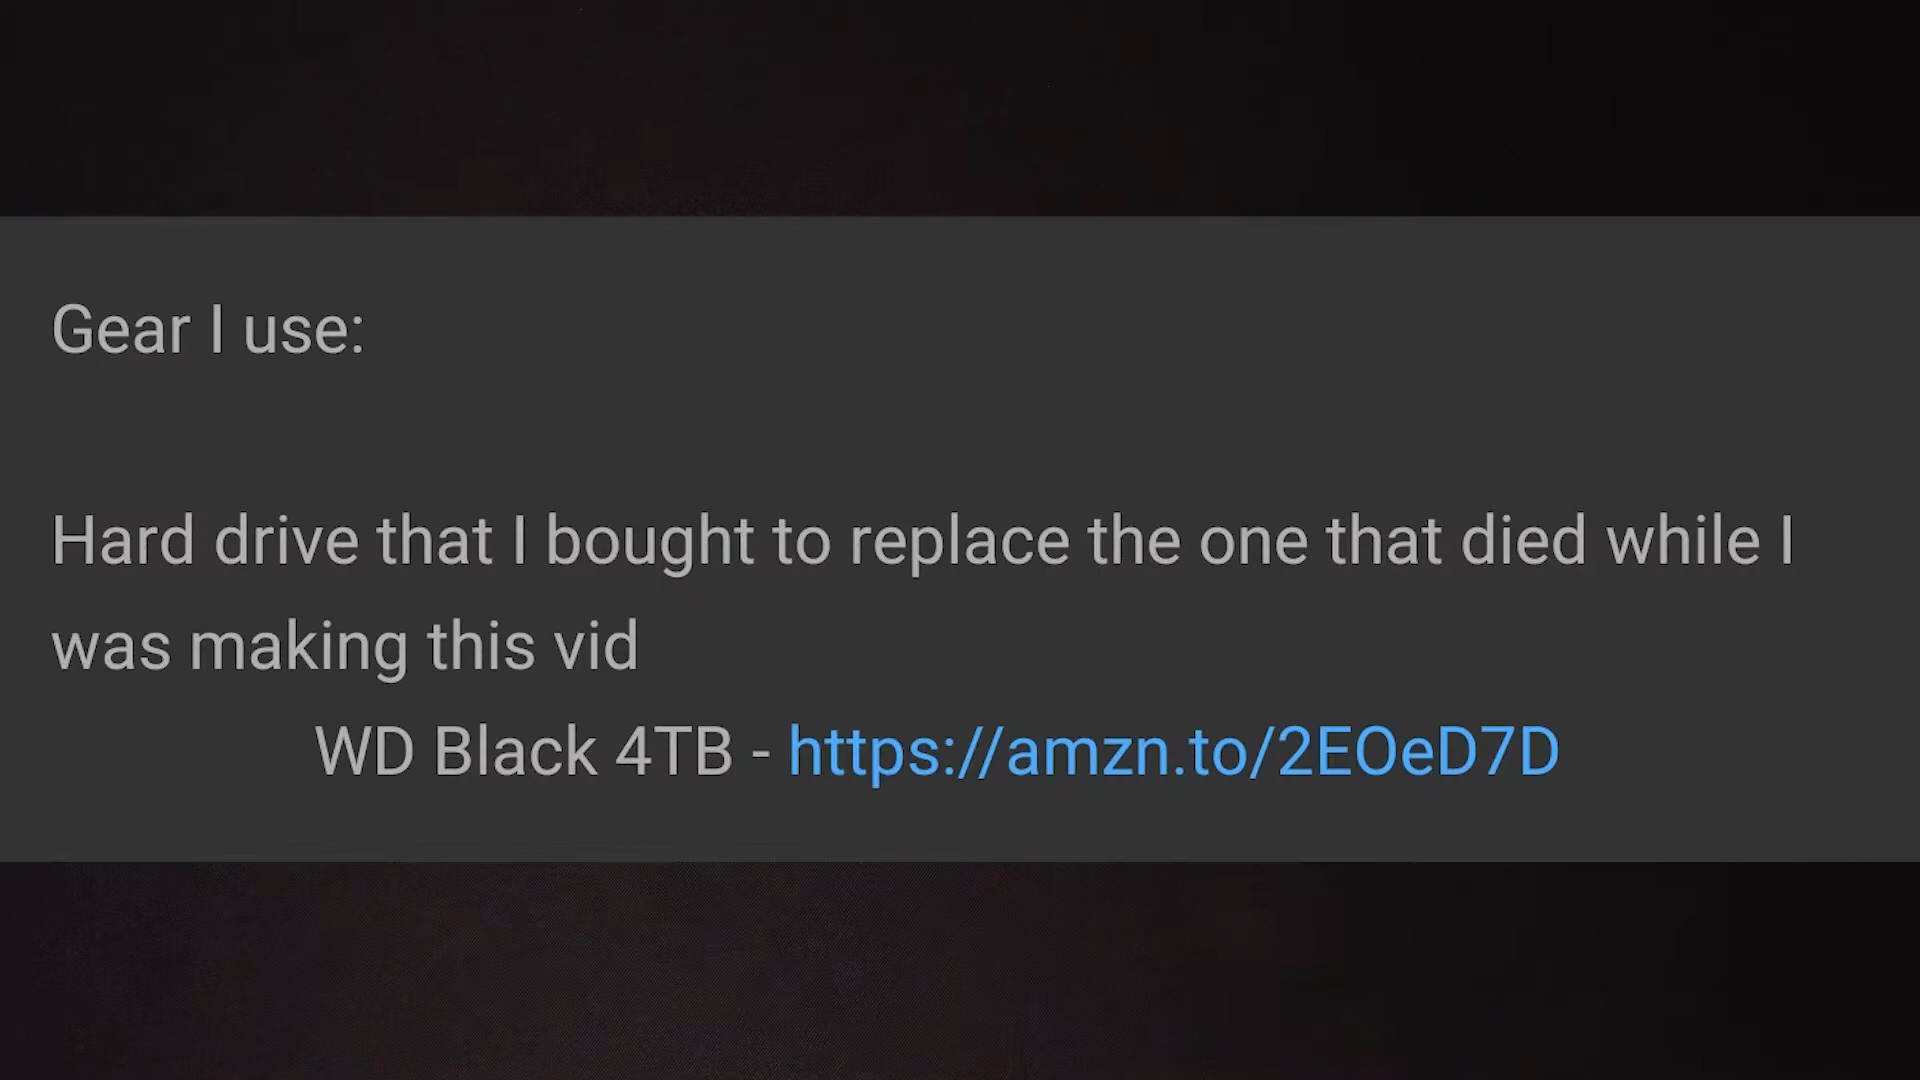 Gear I use:
Hard drive that I bought to replace the one that died while I
was making this vid
WD Black 4TB - https://amzn.to/2EOeD7D